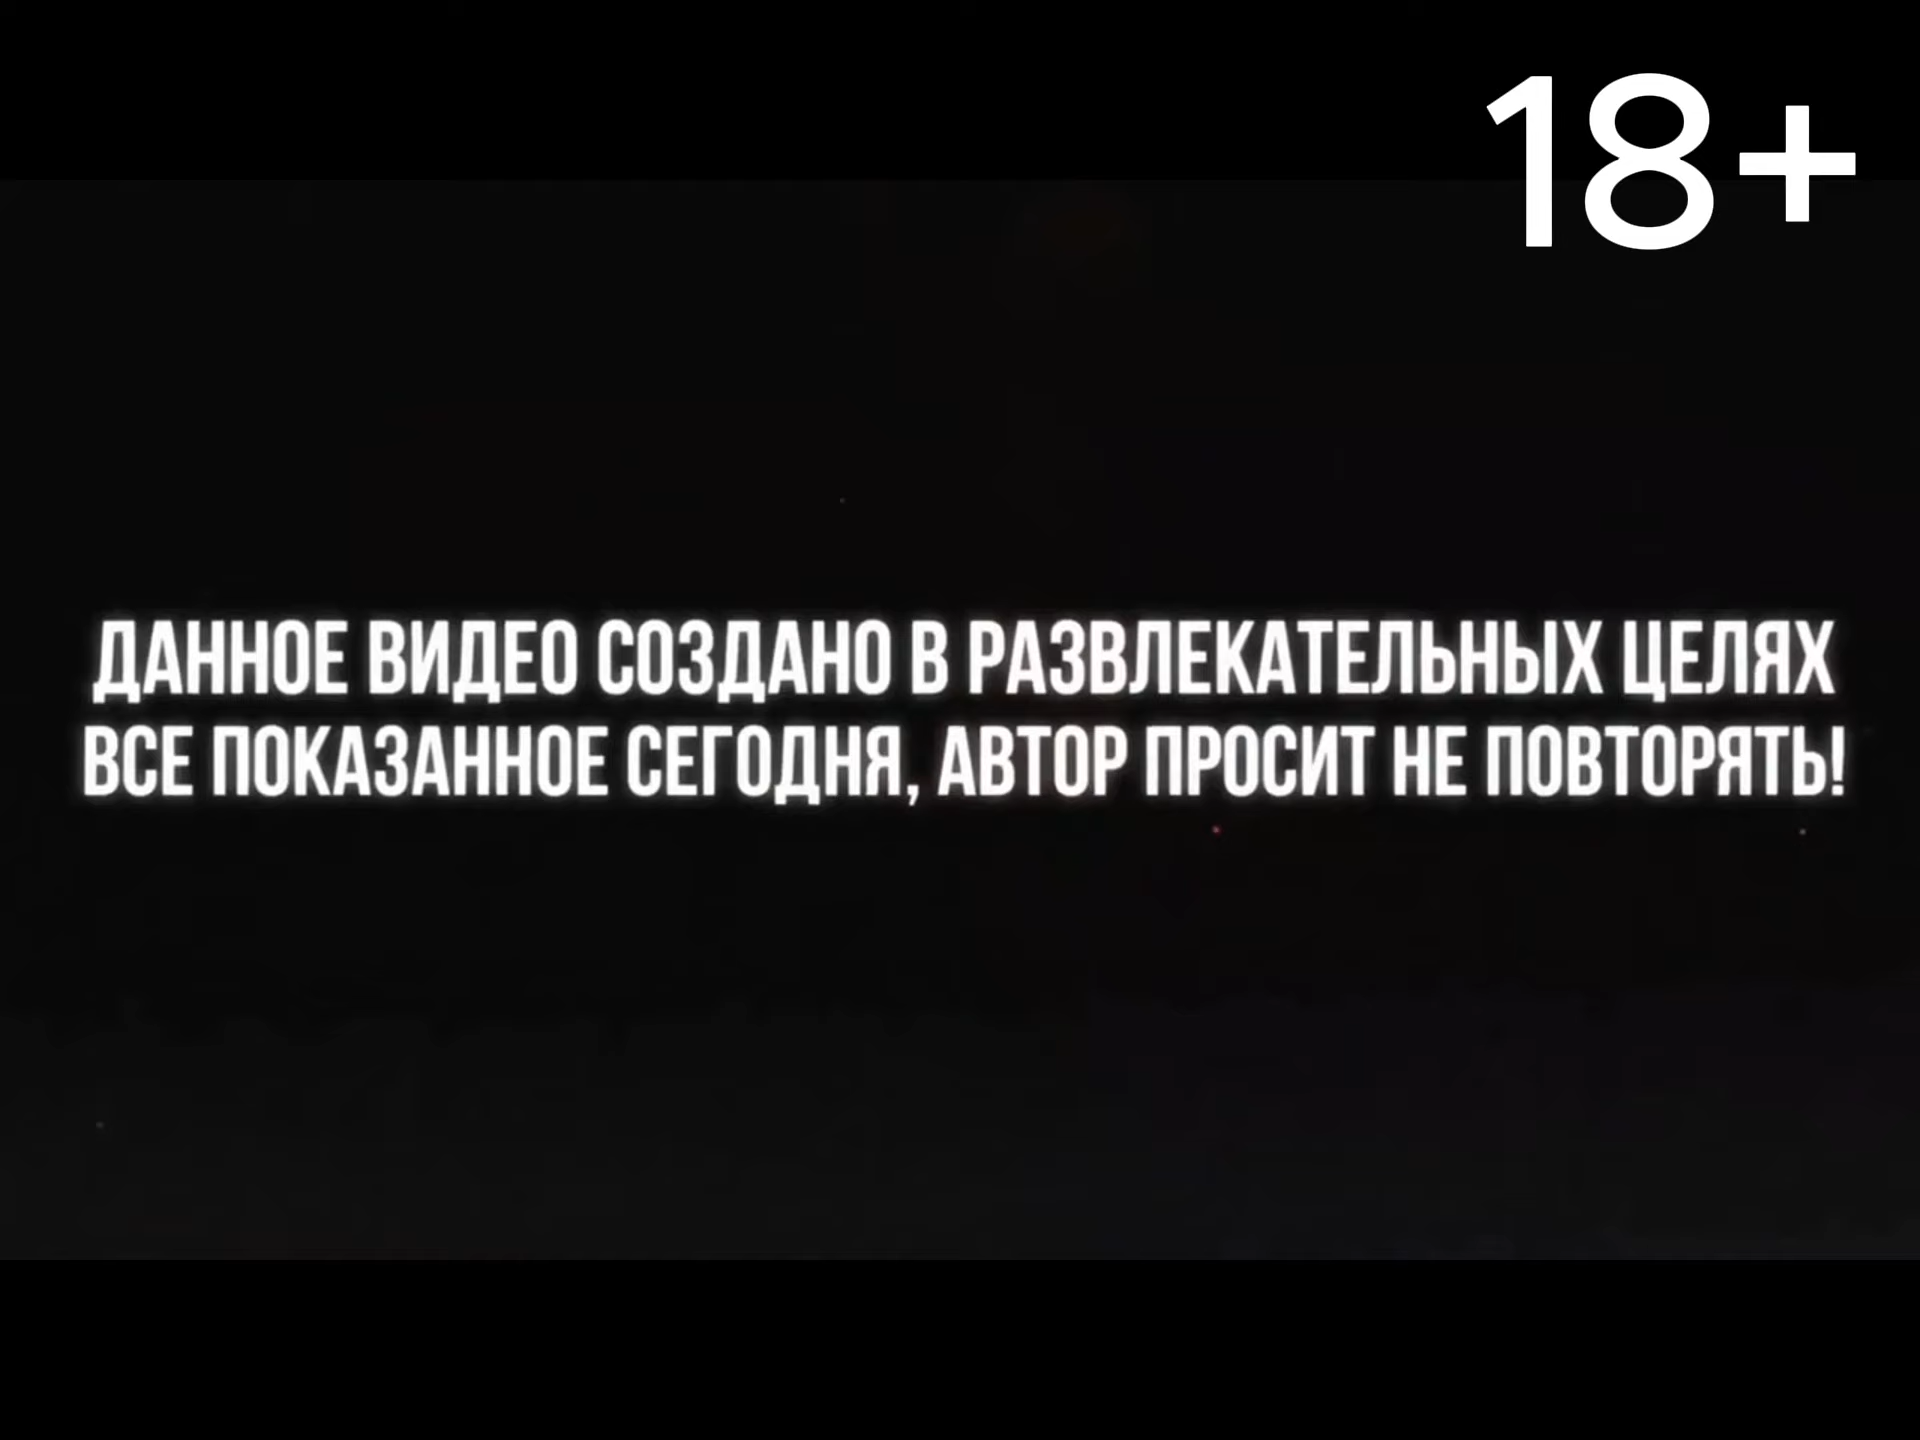 18+
ДАННОЕ ВИДЕО СОЗДАНО В РАЗВЛЕКАТЕЛЬНЫХ ЦЕЛЯХ
ВСЕ ПОКАЗАННОЕ СЕГОДНЯ, АВТОР ПРОСИТ НЕ ПОВТОРЯТЬ!